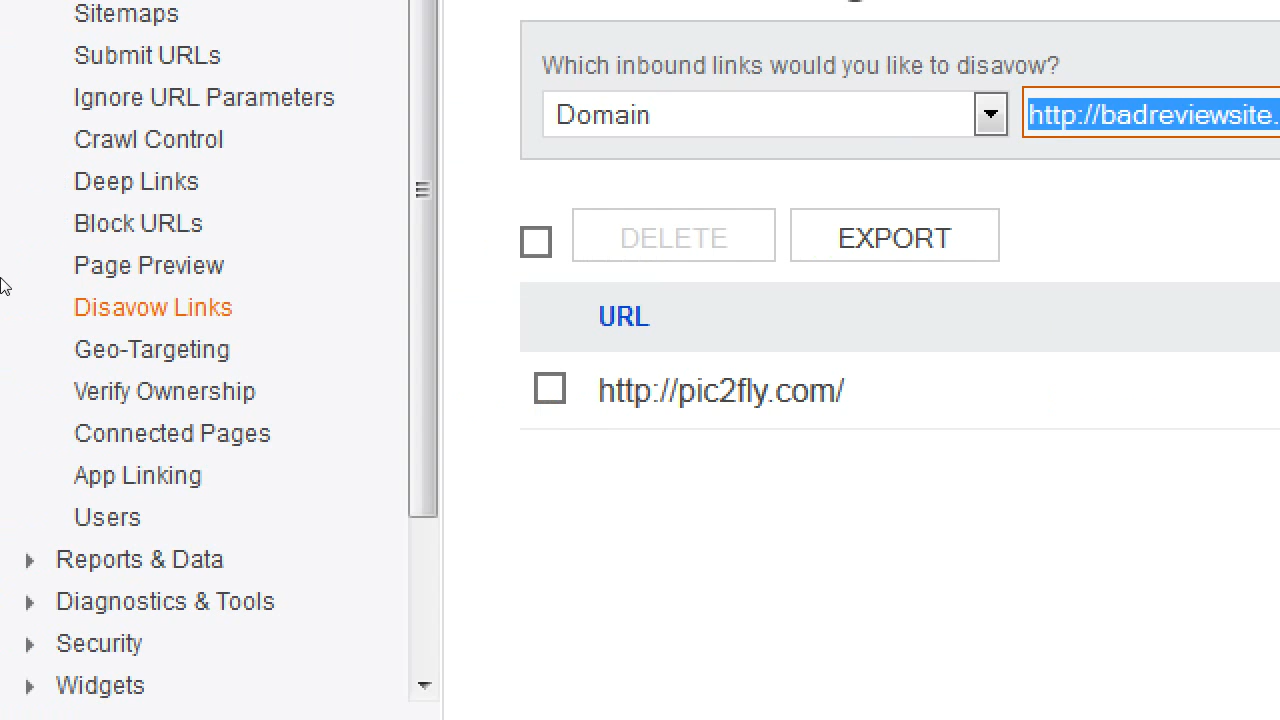 Sitemaps
Submit URLs
Ignore URL Parameters
Crawl Control
Deep Links
Block URLs
Page Preview
Disavow Links
Geo-Targeting
Verify Ownership
Connected Pages
App Linking
Users
Reports & Data
Diagnostics & Tools
Security
Widgets
Which inbound links would you like to disavow?
Domain
http://badreviewsite.
DELETE
EXPORT
URL
http://pic2fly.com/